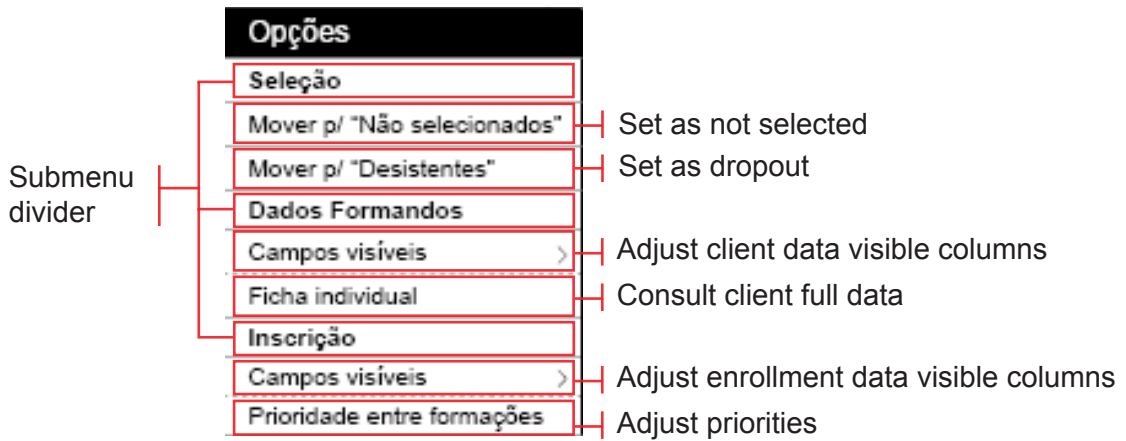 Opções
Seleção
Mover p/ "Não selecionados"
Set as not selected
Mover p/ "Desistentes"
Set as dropout
Submenu
divider
Dados Formandos
Campos visíveis >
Adjust client data visible columns
Ficha individual
Consult client full data
Inscrição
Campos visíveis >
Adjust enrollment data visible columns
Prioridade entre formações
Adjust priorities